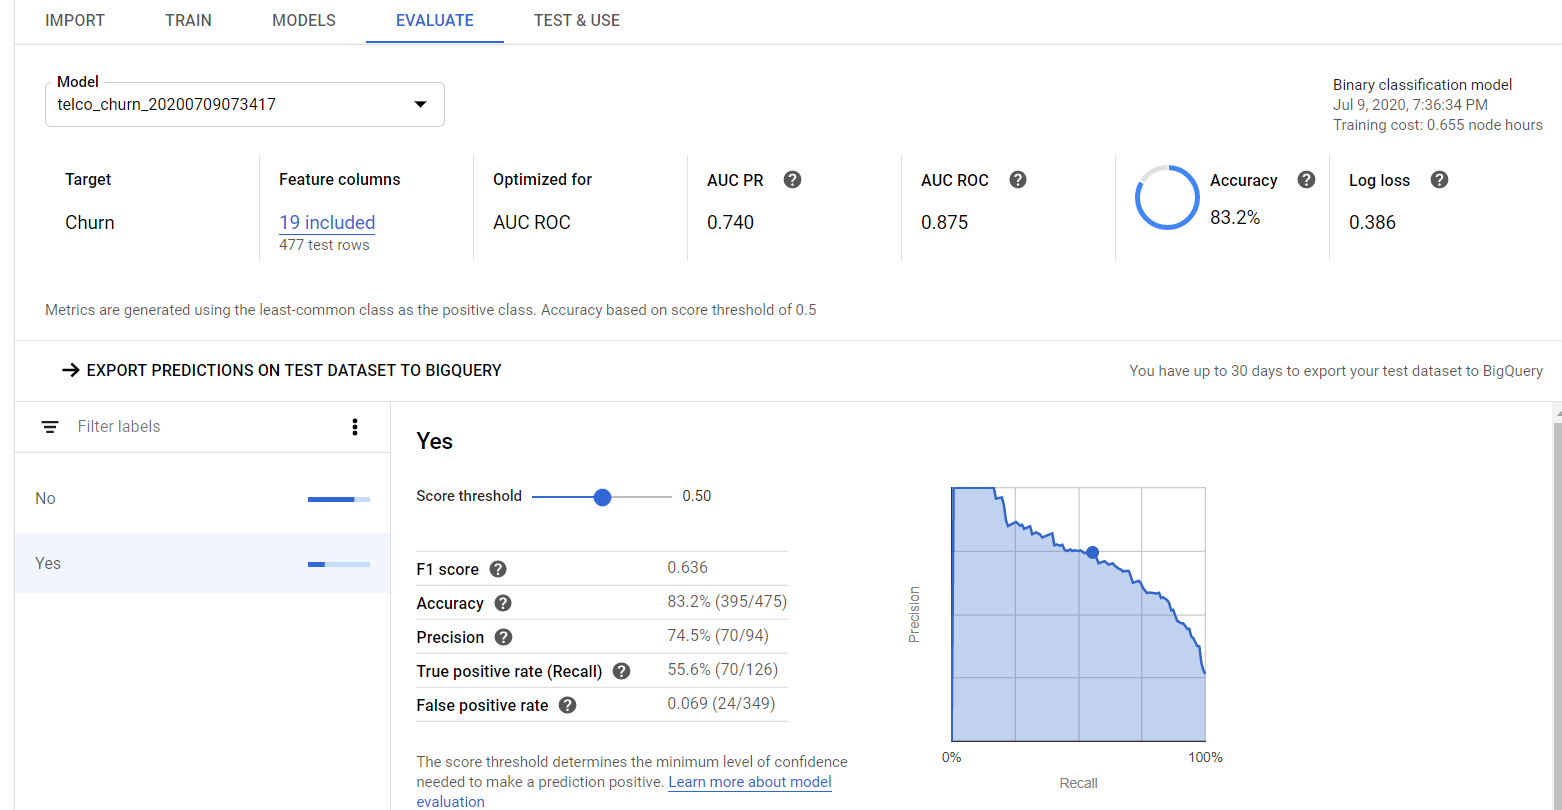 IMPORT TRAIN MODELS EVALUATE TEST & USE
Model
telco_churn_20200709073417
Binary classification model
Jul 9, 2020, 7:36:34 PM
Training cost: 0.655 node hours
Target
Churn
Feature columns
19 included
477 test rows
Optimized for
AUC ROC
AUC PR ?
0.740
AUC ROC ?
0.875
Accuracy ?
83.2%
Log loss ?
0.386
Metrics are generated using the least-common class as the positive class. Accuracy based on score threshold of 0.5
EXPORT PREDICTIONS ON TEST DATASET TO BIGQUERY
You have up to 30 days to export your test dataset to BigQuery
Filter labels
No
Yes
Yes
Score threshold 0.50
F1 score ? 0.636
Accuracy ? 83.2% (395/475)
Precision ? 74.5% (70/94)
True positive rate (Recall) ? 55.6% (70/126)
False positive rate ? 0.069 (24/349)
The score threshold determines the minimum level of confidence
needed to make a prediction positive. Learn more about model
evaluation
Precision
0% 100%
Recall